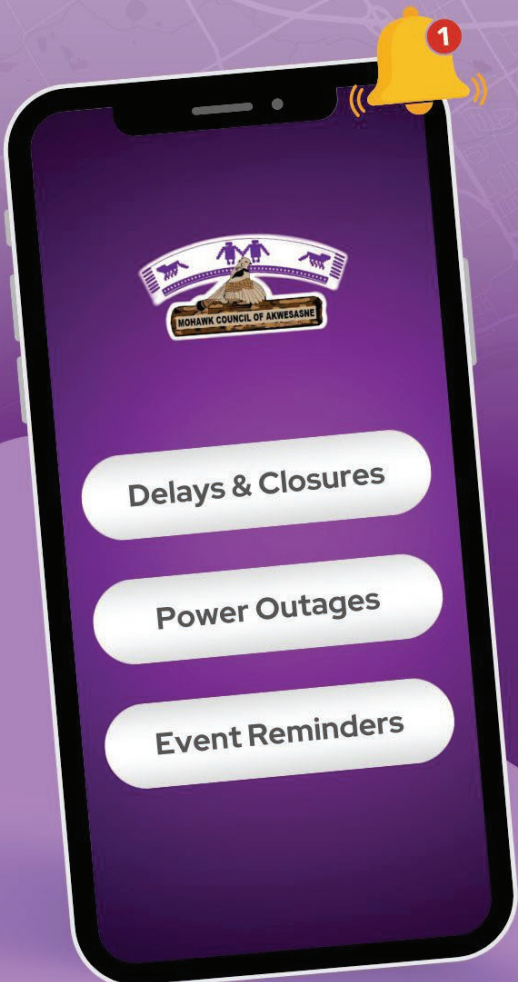 1
MOHAWK COUNCIL OF AKWESASNE
Delays & Closures
Power Outages
Event Reminders